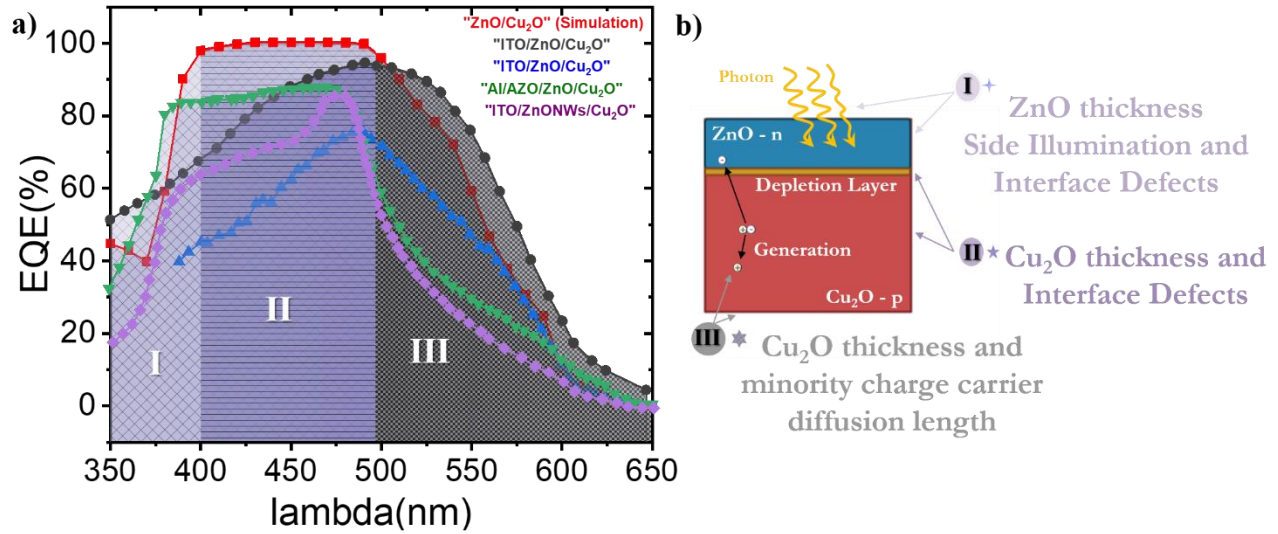 a)
"ZnO/Cu₂O" (Simulation)
"ITO/ZnO/Cu₂O"
"ITO/ZnO/Cu₂O"
"Al/AZO/ZnO/Cu₂O"
"ITO/ZnONWs/Cu₂O"
EQE(%)
100
80
60
40
20
0
I
II
III
350
400
450
500
550
600
650
lambda(nm)
b)
Photon
ZnO - n
Depletion Layer
Generation
Cu₂O - p
I
ZnO thickness
Side Illumination and
Interface Defects
II
Cu₂O thickness and
Interface Defects
III
Cu₂O thickness and
minority charge carrier
diffusion length